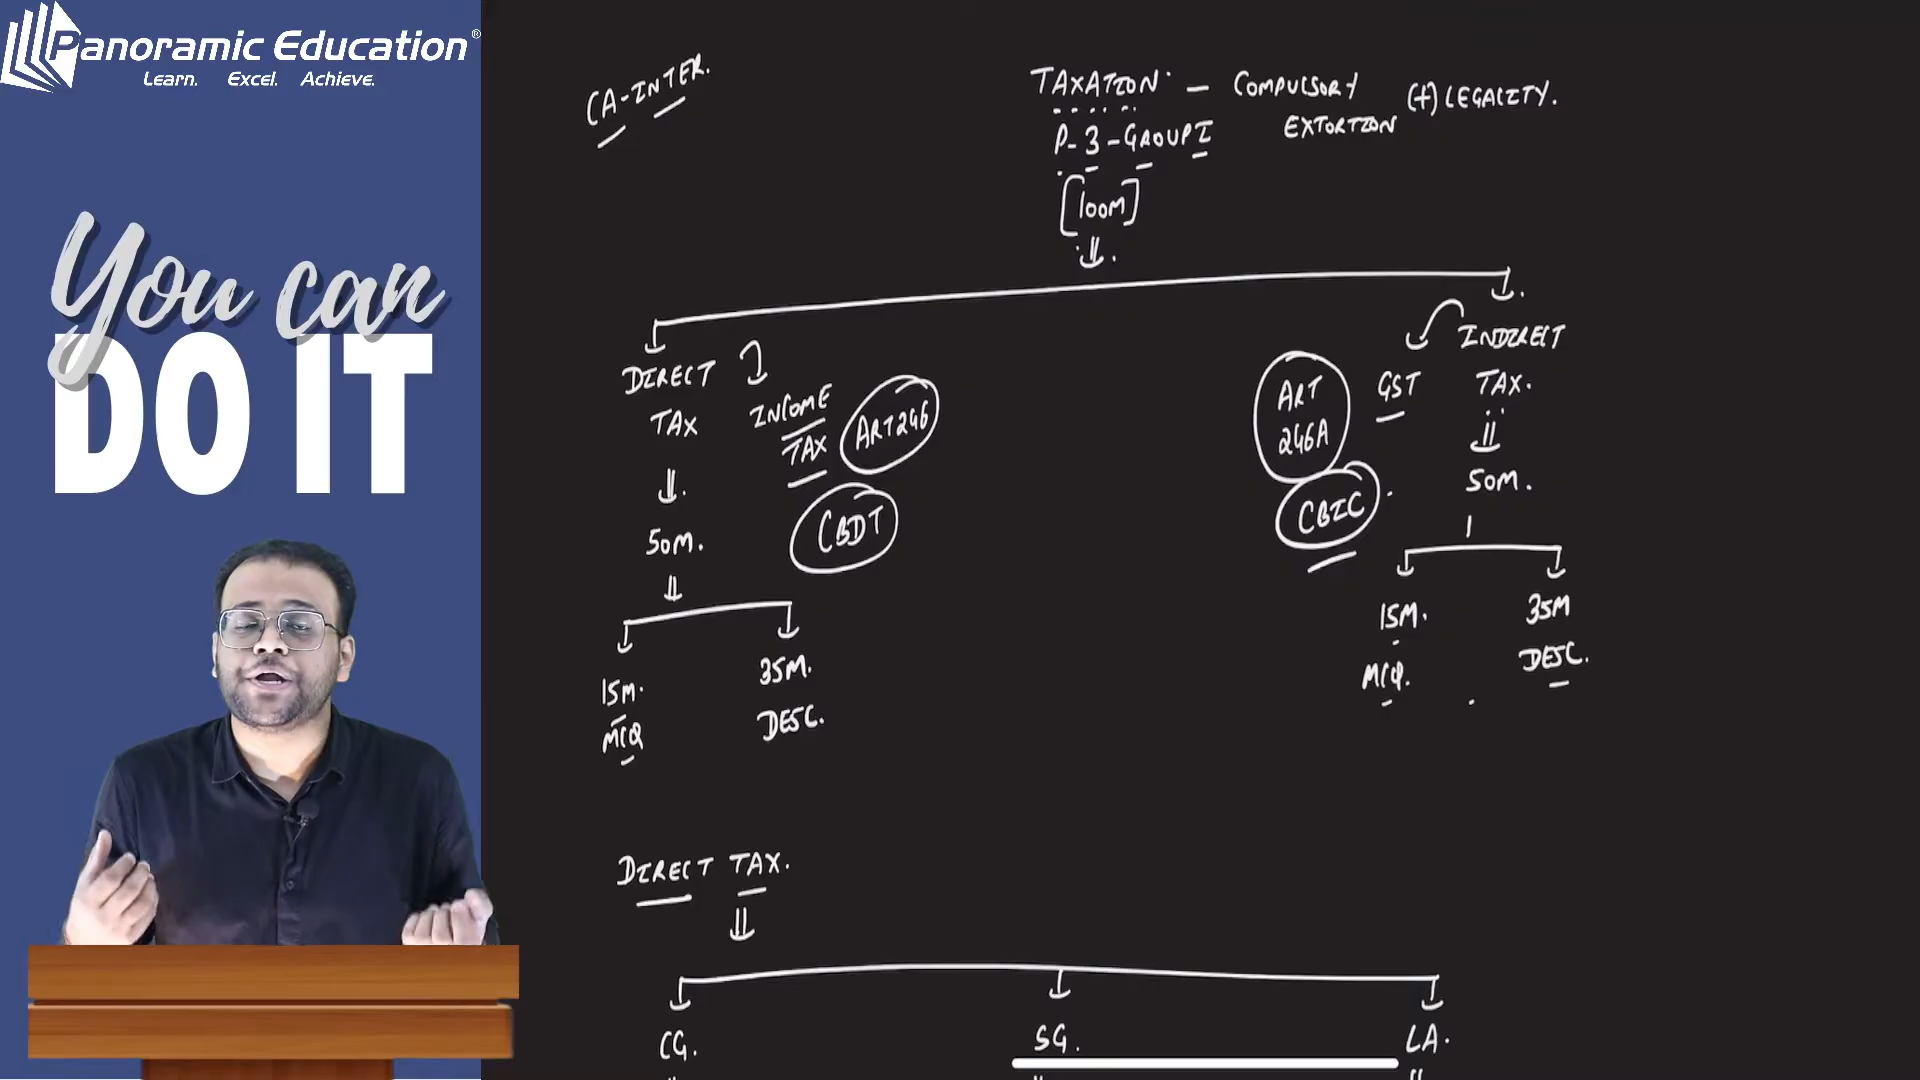 Panoramic Education®
Learn. Excel. Achieve.
You can
DO IT
CA-INTER.
TAXATION - COMPULSORY EXTORTION (+) LEGALITY.
P-3-GROUP I
[100M]
DIRECT TAX
INCOME TAX
ART 246
CBDT
50M.
15M. MCQ
35M. DESC.
INDIRECT TAX.
GST
ART 246A
CBIC
50M.
15M. MCQ.
35M DESC.
DIRECT TAX.
CG. SG. LA.